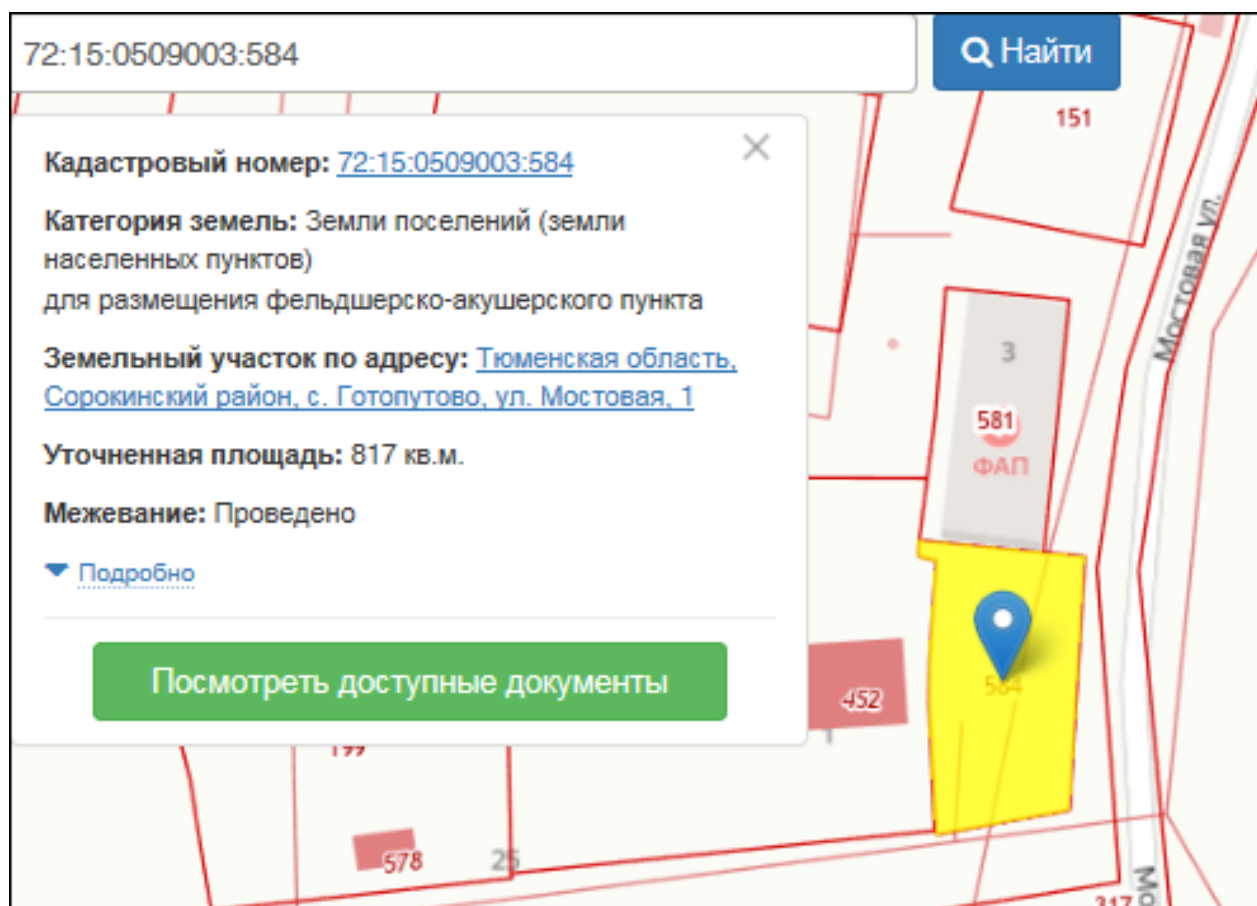 72:15:0509003:584
Найти
Кадастровый номер: 72:15:0509003:584
Категория земель: Земли поселений (земли
населенных пунктов)
для размещения фельдшерско-акушерского пункта
Земельный участок по адресу: Тюменская область,
Сорокинский район, с. Готопутово, ул. Мостовая, 1
Уточненная площадь: 817 кв.м.
Межевание: Проведено
Подробно
Посмотреть доступные документы
151
Мостовая ул.
3
581
ФАП
584
452
1
199
578
25
317
Мо